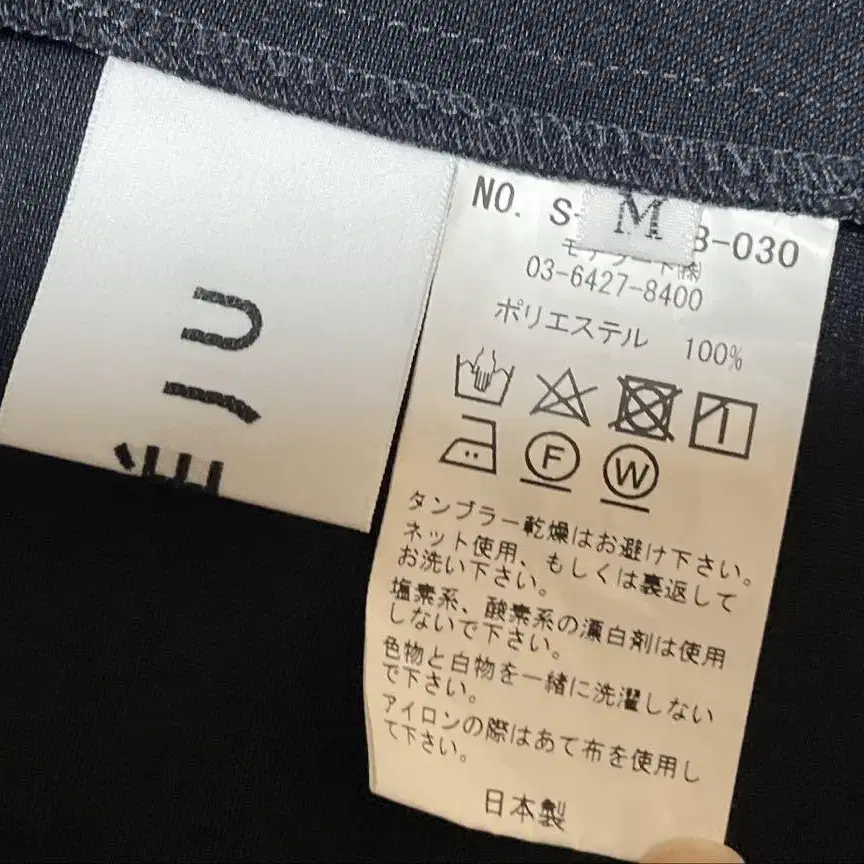 NO. S- 3-030
M
03-6427-8400
ポリエステル 100%
1
F W
タンブラー乾燥はお避け下さい。
ネット使用、もしくは裏返して
お洗い下さい。
塩素系、酸素系の漂白剤は使用
しないで下さい。
色物と白物を一緒に洗濯しない
で下さい。
アイロンの際はあて布を使用し
て下さい。
日本製